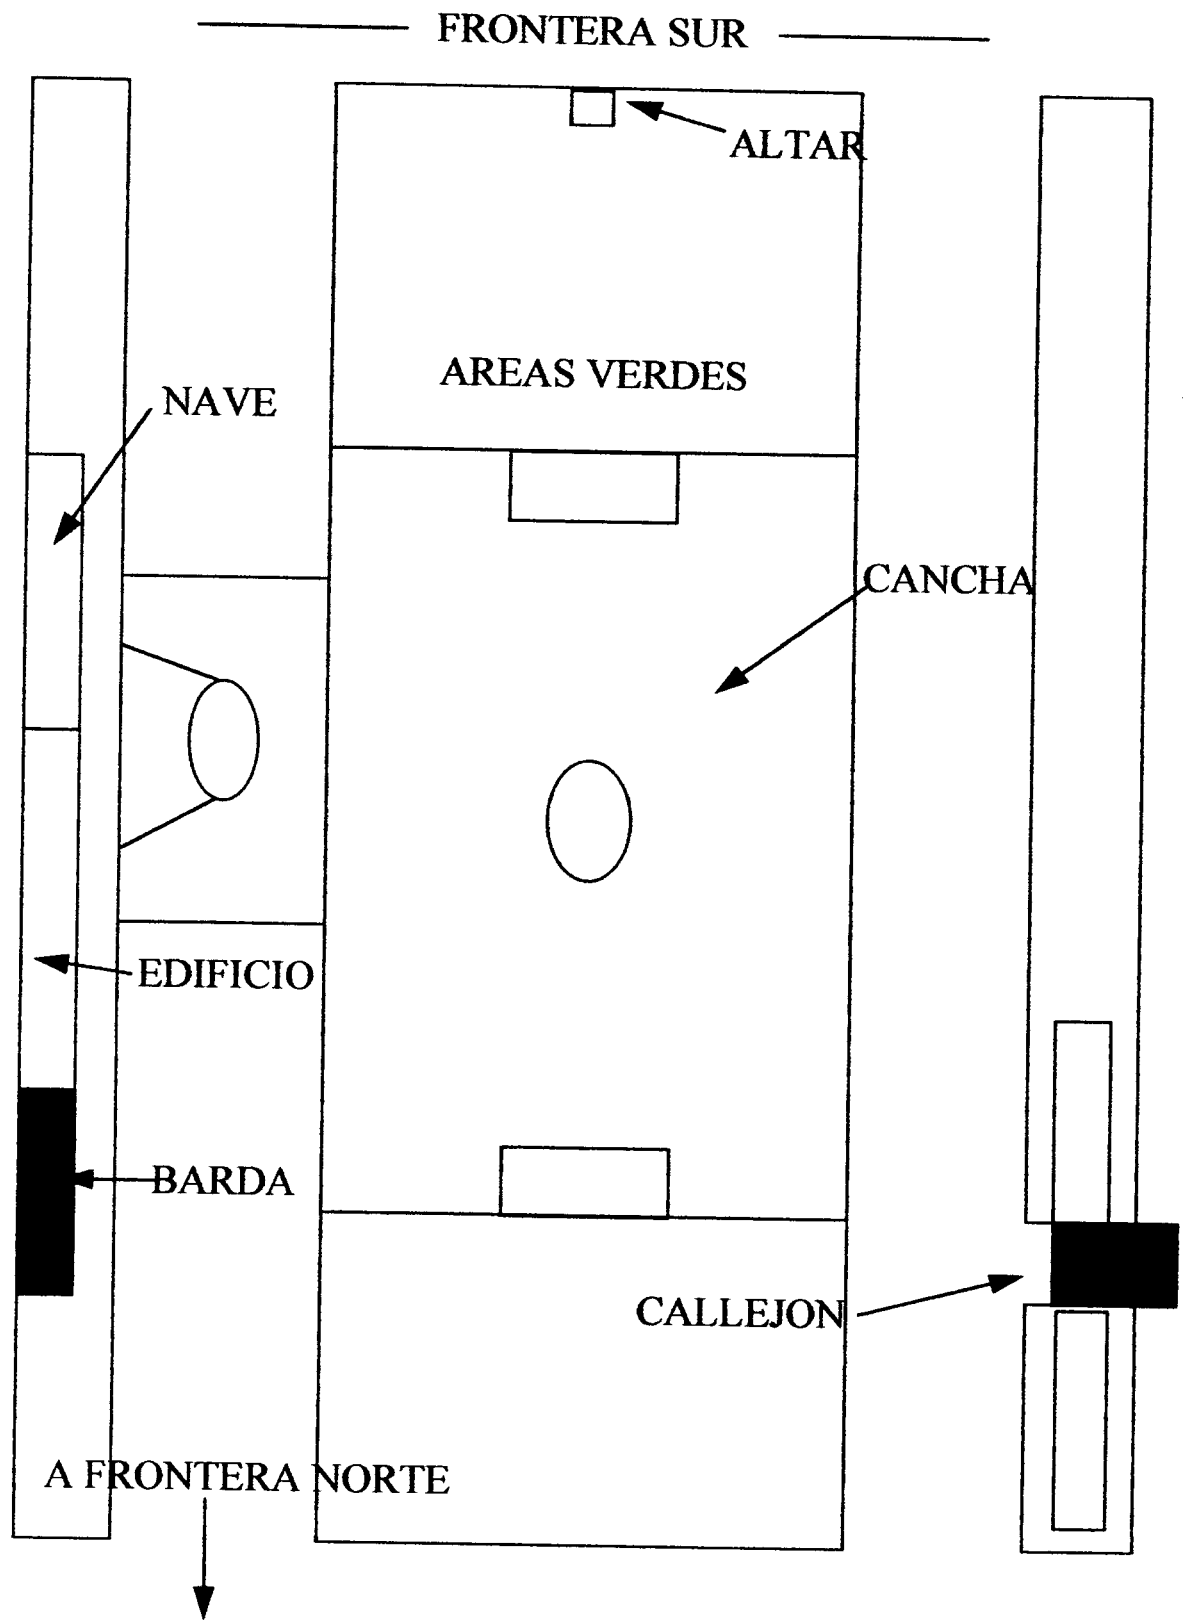 FRONTERA SUR
ALTAR
AREAS VERDES
NAVE
CANCHA
EDIFICIO
BARDA
CALLEJON
A FRONTERA NORTE